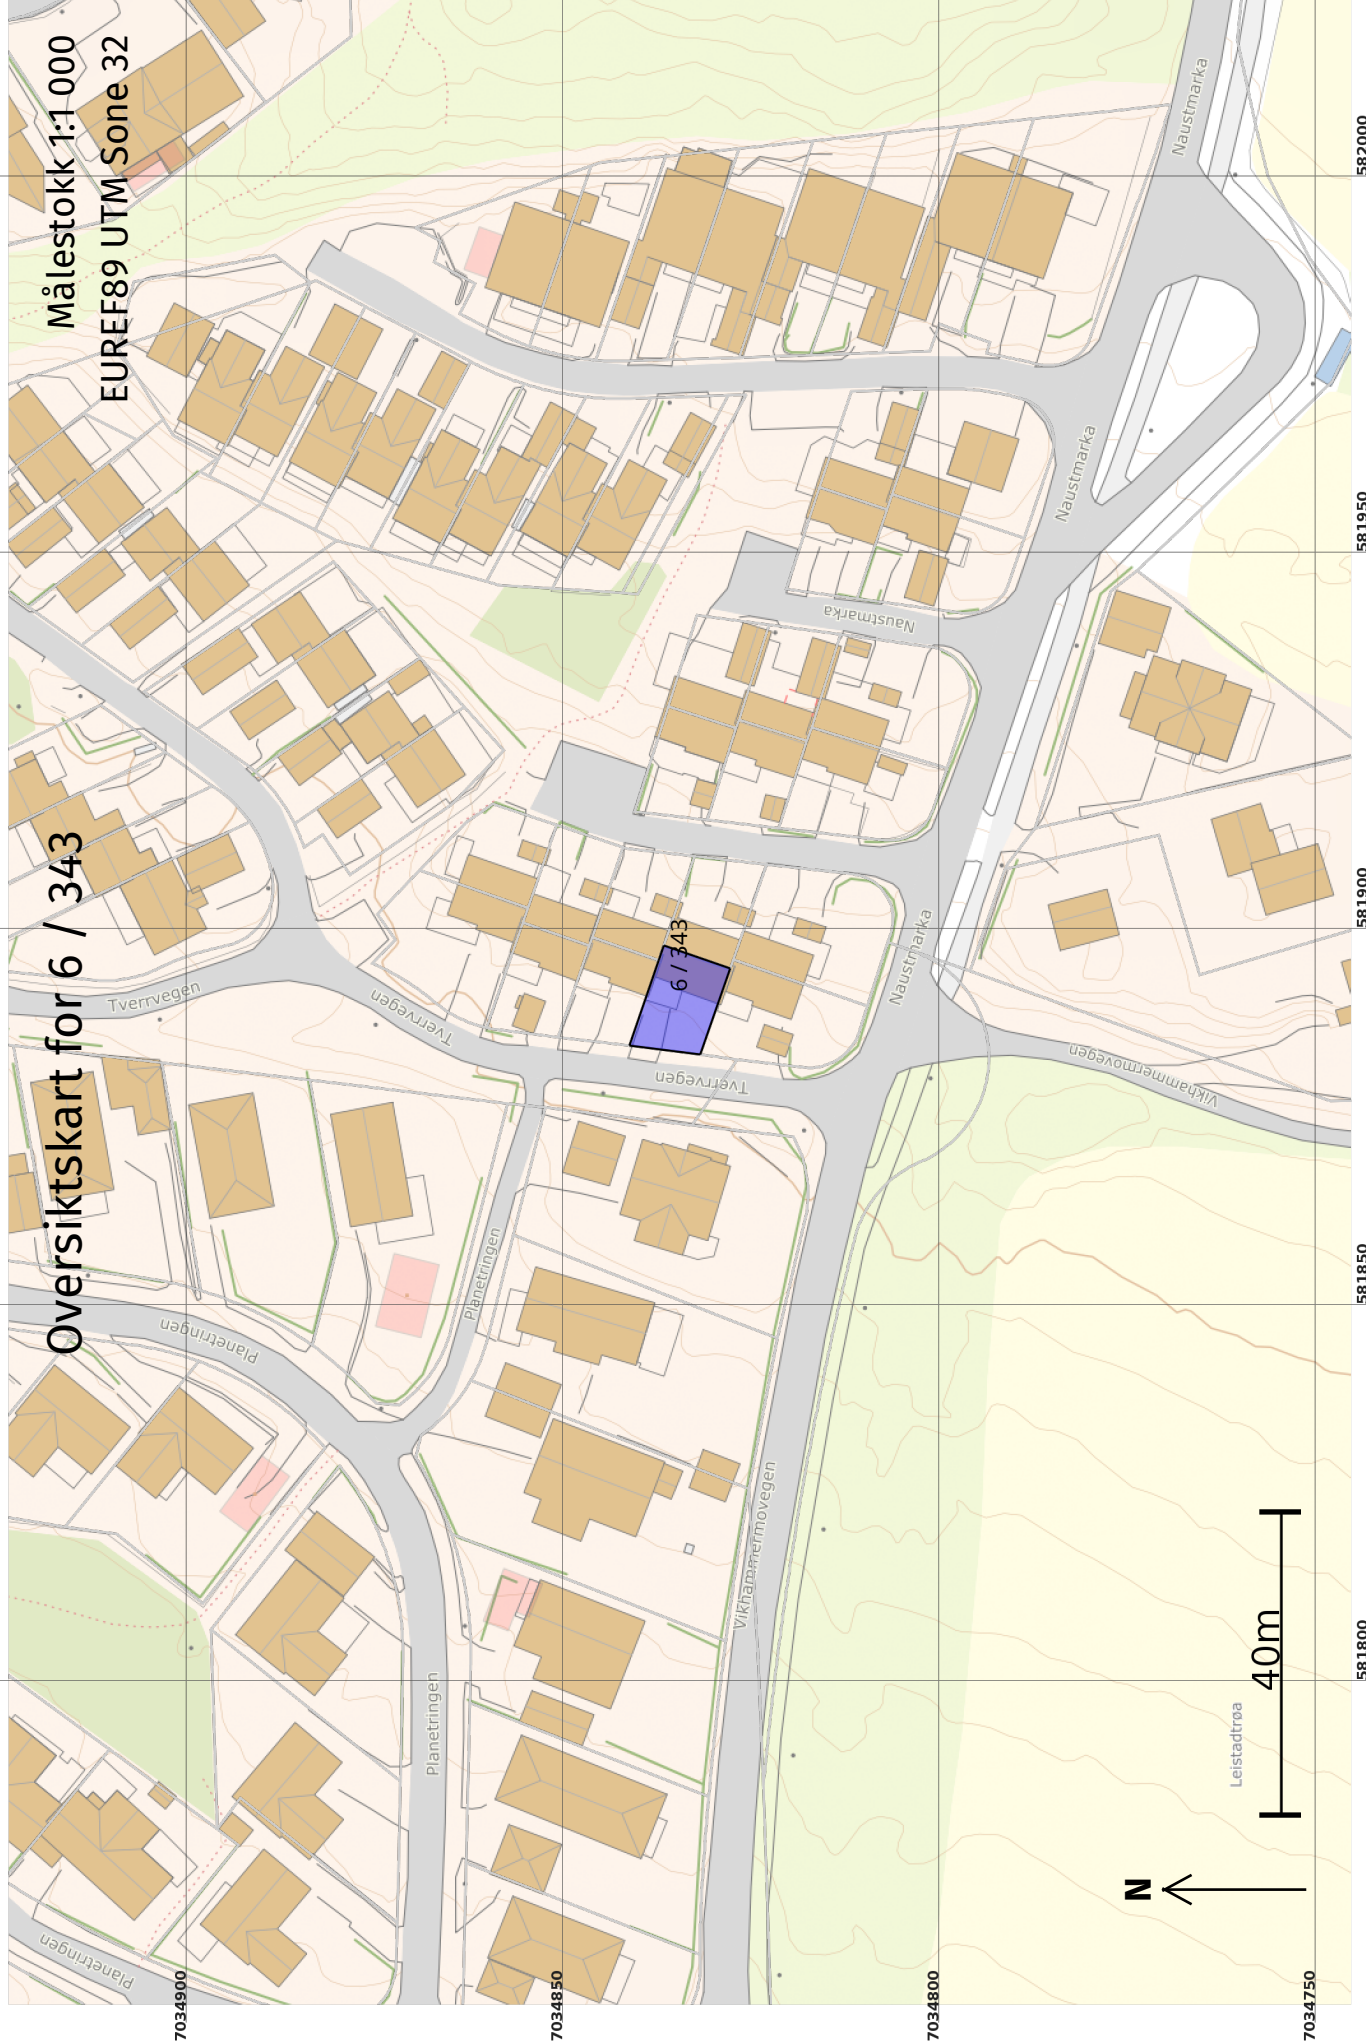 Oversiktskart for 6 / 343
Målestokk 1:1 000
EUREF89 UTM Sone 32
Planetringen
Planetringen
Planetringen
Planetringen
Tverrvegen
Tverrvegen
Tverrvegen
6 / 343
Naustmarka
Naustmarka
Naustmarka
Naustmarka
Vikhammermovegen
Vikhammermovegen
Leistadtrøa
40m
N
7034900
7034850
7034800
7034750
581800
581850
581900
581950
582000